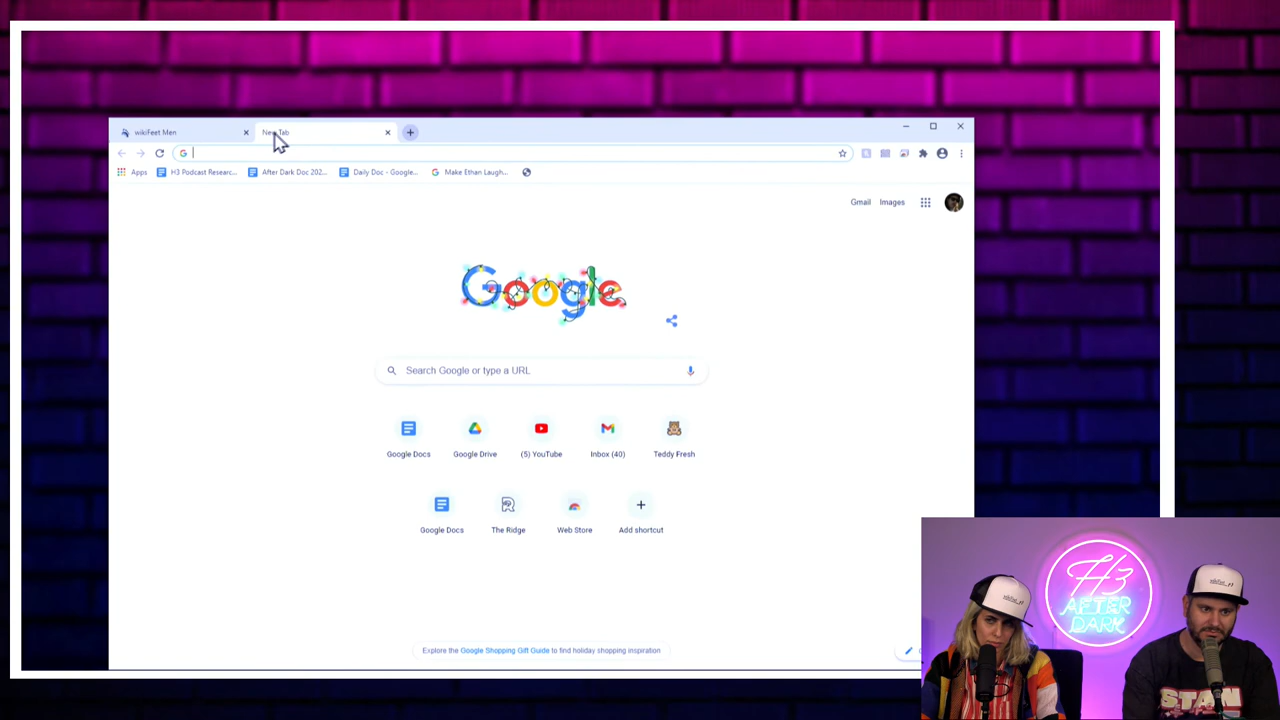 wikiFeet Men
New Tab
Apps
H3 Podcast Researc...
After Dark Doc 202...
Daily Doc - Google...
Make Ethan Laugh...
Gmail
Images
Google
Search Google or type a URL
Google Docs
Google Drive
(5) YouTube
Inbox (40)
Teddy Fresh
Google Docs
The Ridge
Web Store
Add shortcut
Explore the Google Shopping Gift Guide to find holiday shopping inspiration
H3
AFTER
DARK
STAN